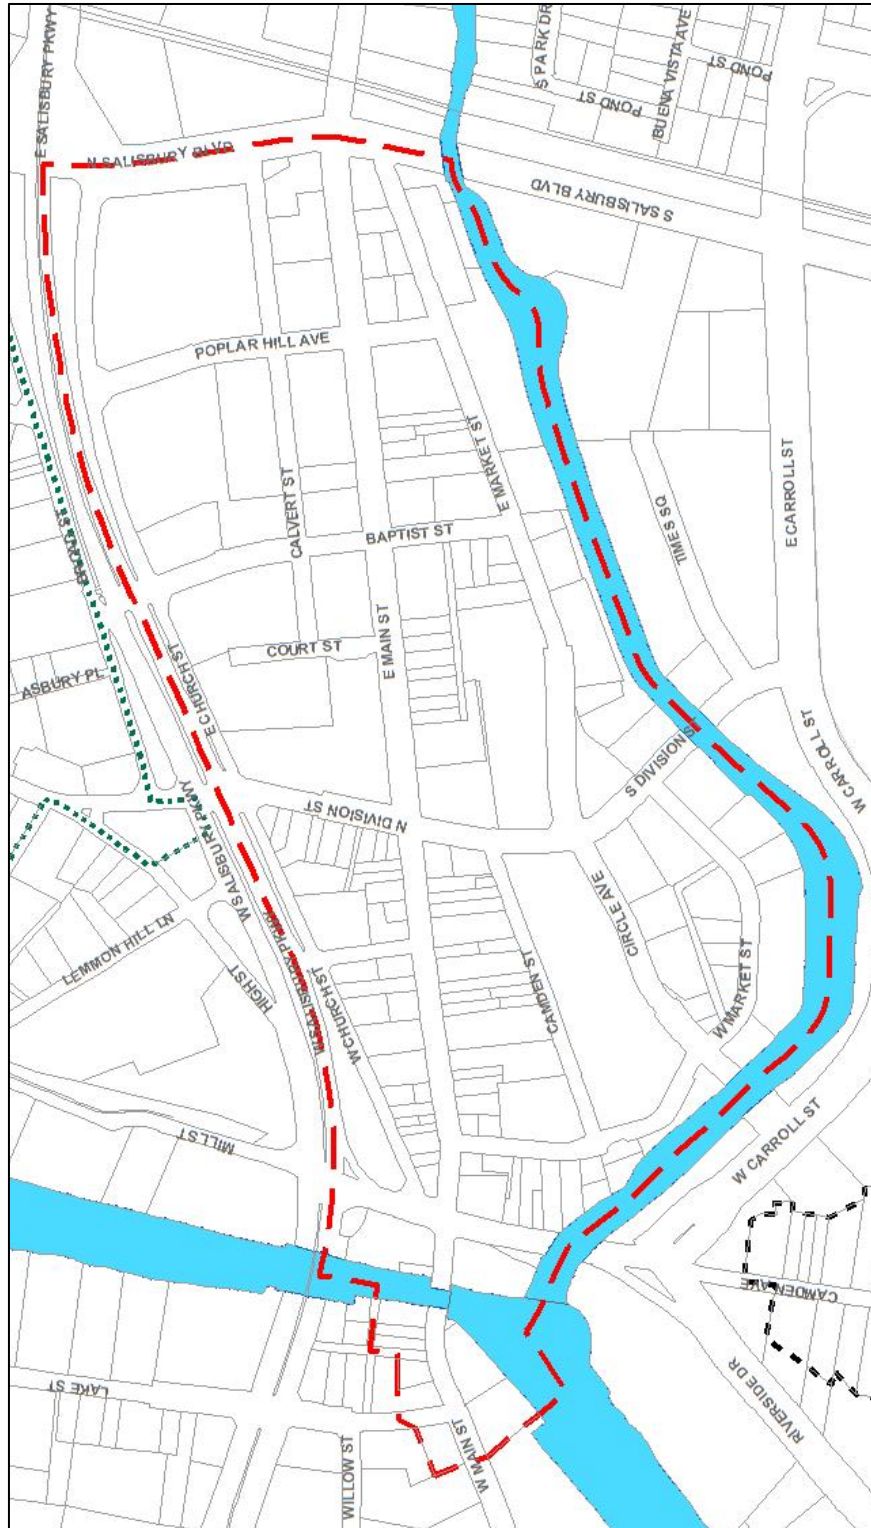 E SALISBURY PKWY
S PARK DR
BUENA VISTA AVE
POND ST
POND ST
N SALISBURY BLVD
S SALISBURY BLVD
POPLAR HILL AVE
E MARKET ST
E CARROLL ST
CALVERT ST
BAPTIST ST
TIMES SQ
COURT ST
E MAIN ST
E CHURCH ST
ASBURY PL
S DIVISION ST
W CARROLL ST
N DIVISION ST
W SALISBURY PKWY
W SALISBURY PKWY
LEMMON HILL LN
HIGH ST
W CHURCH ST
CIRCLE AVE
CAMDEN ST
W MARKET ST
MILL ST
W CARROLL ST
CAMDEN AVE
LAKE ST
RIVERSIDE DR
WILLOW ST
W MAIN ST